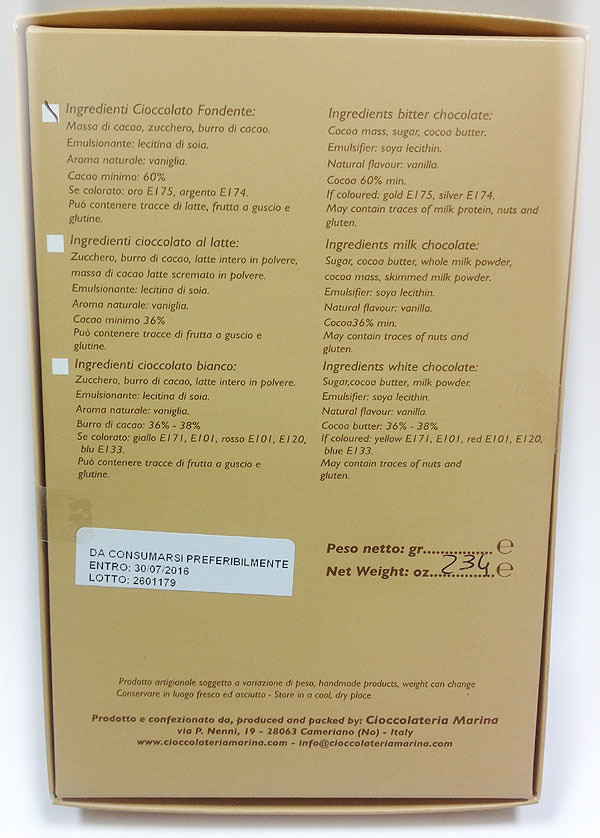 Ingredienti Cioccolato Fondente:
Massa di cacao, zucchero, burro di cacao.
Emulsionante: lecitina di soia.
Aroma naturale: vaniglia.
Cacao minimo: 60%
Se colorato: oro E175, argento E174.
Può contenere tracce di latte, frutta a guscio e
glutine.
Ingredients bitter chocolate:
Cocoa mass, sugar, cocoa butter.
Emulsifier: soya lecithin.
Natural flavour: vanilla.
Cocoa 60% min.
If coloured: gold E175, silver E174.
May contain traces of milk protein, nuts and
gluten.
Ingredienti cioccolato al latte:
Zucchero, burro di cacao, latte intero in polvere,
massa di cacao latte scremato in polvere.
Emulsionante: lecitina di soia.
Aroma naturale: vaniglia.
Cacao minimo 36%
Può contenere tracce di frutta a guscio e
glutine.
Ingredients milk chocolate:
Sugar, cocoa butter, whole milk powder,
cocoa mass, skimmed milk powder.
Emulsifier: soya lecithin.
Natural flavour: vanilla.
Cocoa36% min.
May contain traces of nuts and
gluten.
Ingredienti cioccolato bianco:
Zucchero, burro di cacao, latte intero in polvere.
Emulsionante: lecitina di soia.
Aroma naturale: vaniglia.
Burro di cacao: 36% - 38%
Se colorato: giallo E171, E101, rosso E101, E120,
blu E133.
Può contenere tracce di frutta a guscio e
glutine.
Ingredients white chocolate:
Sugar,cocoa butter, milk powder.
Emulsifier: soya lecithin.
Natural flavour: vanilla.
Cocoa butter: 36% - 38%
If coloured: yellow E171, E101, red E101, E120,
blue E133.
May contain traces of nuts and
gluten.
DA CONSUMARSI PREFERIBILMENTE
ENTRO: 30/07/2016
LOTTO: 2601179
Peso netto: gr................ ℮
Net Weight: oz...234...℮
Prodotto artigianale soggetto a variazione di peso, handmade products, weight can change
Conservare in luogo fresco ed asciutto - Store in a cool, dry place
Prodotto e confezionato da, produced and packed by: Cioccolateria Marina
via P. Nenni, 19 - 28063 Cameriano (No) - Italy
www.cioccolateriamarina.com - info@cioccolateriamarina.com